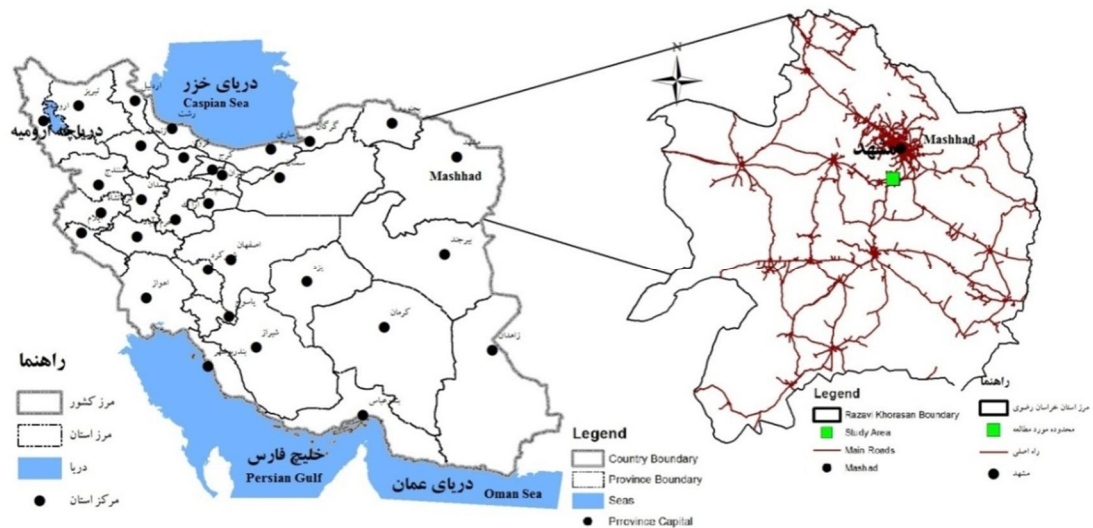 دریای خزر
Caspian Sea
دریاچه ارومیه
تبریز
اردبیل
رشت
ساری
گرگان
Mashhad
سنندج
اصفهان
یزد
بیرجند
اهواز
شیراز
کرمان
زاهدان
خلیج فارس
Persian Gulf
دریای عمان
Oman Sea
راهنما
مرز کشور
مرز استان
دریا
مرکز استان
Legend
Country Boundary
Province Boundary
Seas
Prrovince Capital
N
Mashhad
مشهد
Legend
Razavi Khorasan Boundary
Study Area
Main Roads
Mashad
راهنما
مرز استان خراسان رضوی
محدوده مورد مطالعه
راه اصلی
مشهد